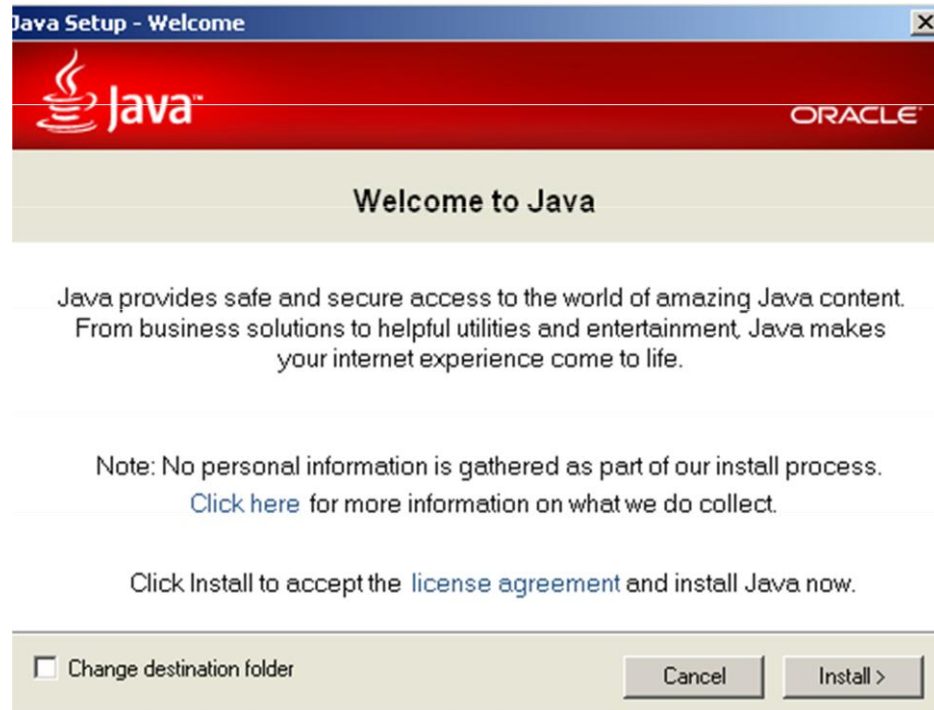 Java Setup - Welcome
Java™
ORACLE
Welcome to Java
Java provides safe and secure access to the world of amazing Java content.
From business solutions to helpful utilities and entertainment, Java makes
your internet experience come to life.
Note: No personal information is gathered as part of our install process.
Click here for more information on what we do collect.
Click Install to accept the license agreement and install Java now.
Change destination folder
Cancel
Install >